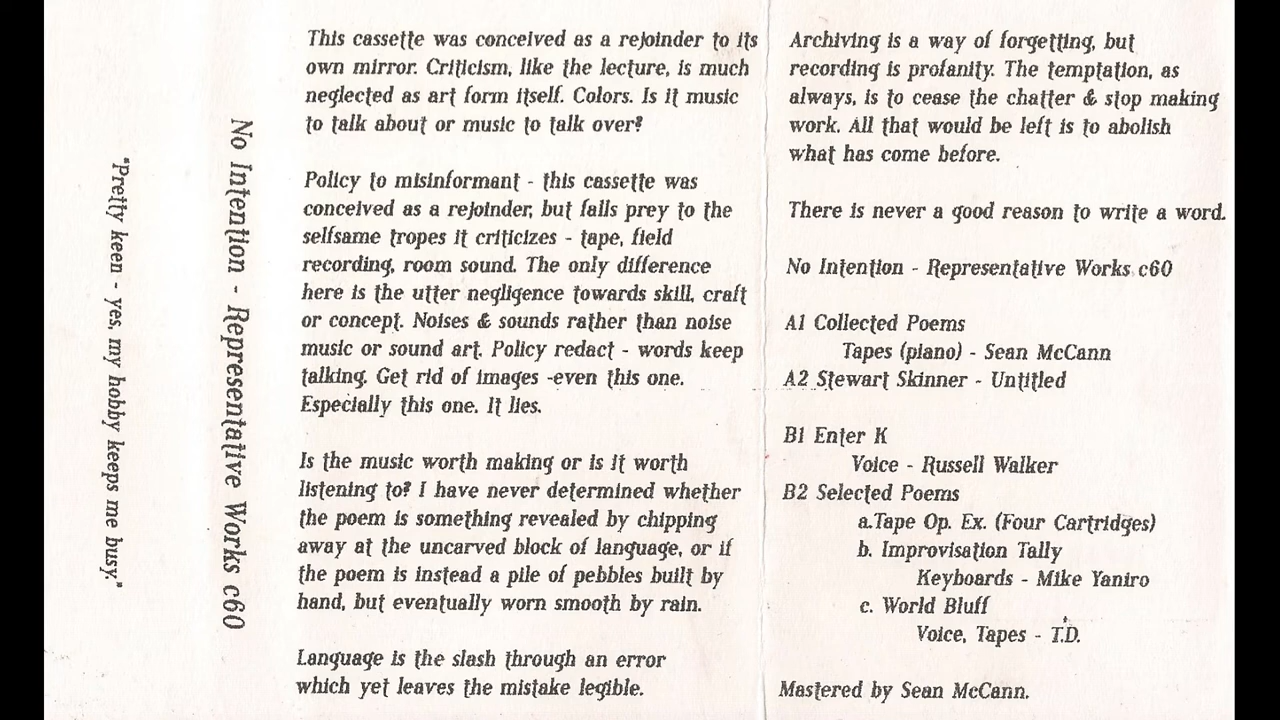 "Pretty keen - yes, my hobby keeps me busy."
No Intention - Representative Works c60
This cassette was conceived as a rejoinder to its
own mirror. Criticism, like the lecture, is much
neglected as art form itself. Colors. Is it music
to talk about or music to talk over?
Policy to misinformant - this cassette was
conceived as a rejoinder, but falls prey to the
selfsame tropes it criticizes - tape, field
recording, room sound. The only difference
here is the utter negligence towards skill, craft
or concept. Noises & sounds rather than noise
music or sound art. Policy redact - words keep
talking. Get rid of images -even this one.
Especially this one. It lies.
Is the music worth making or is it worth
listening to? I have never determined whether
the poem is something revealed by chipping
away at the uncarved block of language, or if
the poem is instead a pile of pebbles built by
hand, but eventually worn smooth by rain.
Language is the slash through an error
which yet leaves the mistake legible.
Archiving is a way of forgetting, but
recording is profanity. The temptation, as
always, is to cease the chatter & stop making
work. All that would be left is to abolish
what has come before.
There is never a good reason to write a word.
No Intention - Representative Works c60
A1 Collected Poems
Tapes (piano) - Sean McCann
A2 Stewart Skinner - Untitled
B1 Enter K
Voice - Russell Walker
B2 Selected Poems
a.Tape Op. Ex. (Four Cartridges)
b. Improvisation Tally
Keyboards - Mike Yaniro
c. World Bluff
Voice, Tapes - T.D.
Mastered by Sean McCann.